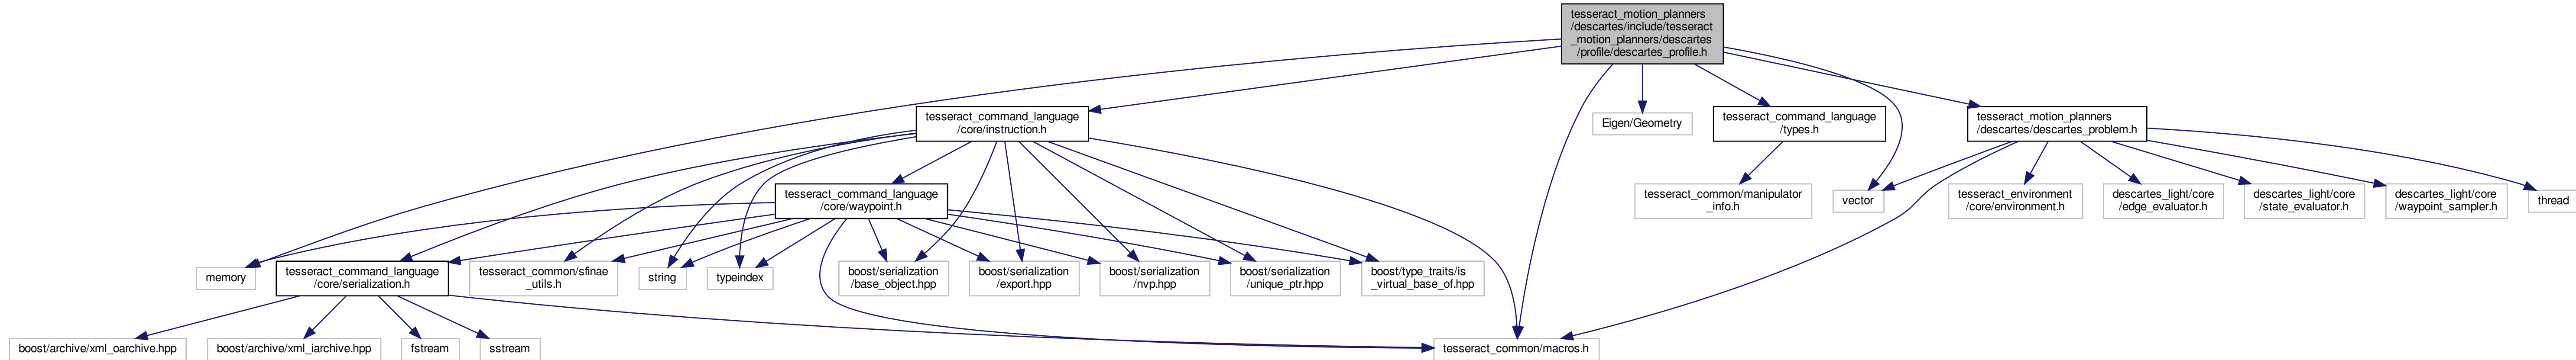 tesseract_motion_planners
/descartes/include/tesseract
_motion_planners/descartes
/profile/descartes_profile.h
tesseract_command_language
/core/instruction.h
Eigen/Geometry
tesseract_command_language
/types.h
tesseract_motion_planners
/descartes/descartes_problem.h
tesseract_command_language
/core/waypoint.h
tesseract_common/manipulator
_info.h
vector
tesseract_environment
/core/environment.h
descartes_light/core
/edge_evaluator.h
descartes_light/core
/state_evaluator.h
descartes_light/core
/waypoint_sampler.h
thread
memory
tesseract_command_language
/core/serialization.h
tesseract_common/sfinae
_utils.h
string
typeindex
boost/serialization
/base_object.hpp
boost/serialization
/export.hpp
boost/serialization
/nvp.hpp
boost/serialization
/unique_ptr.hpp
boost/type_traits/is
_virtual_base_of.hpp
boost/archive/xml_oarchive.hpp
boost/archive/xml_iarchive.hpp
fstream
sstream
tesseract_common/macros.h